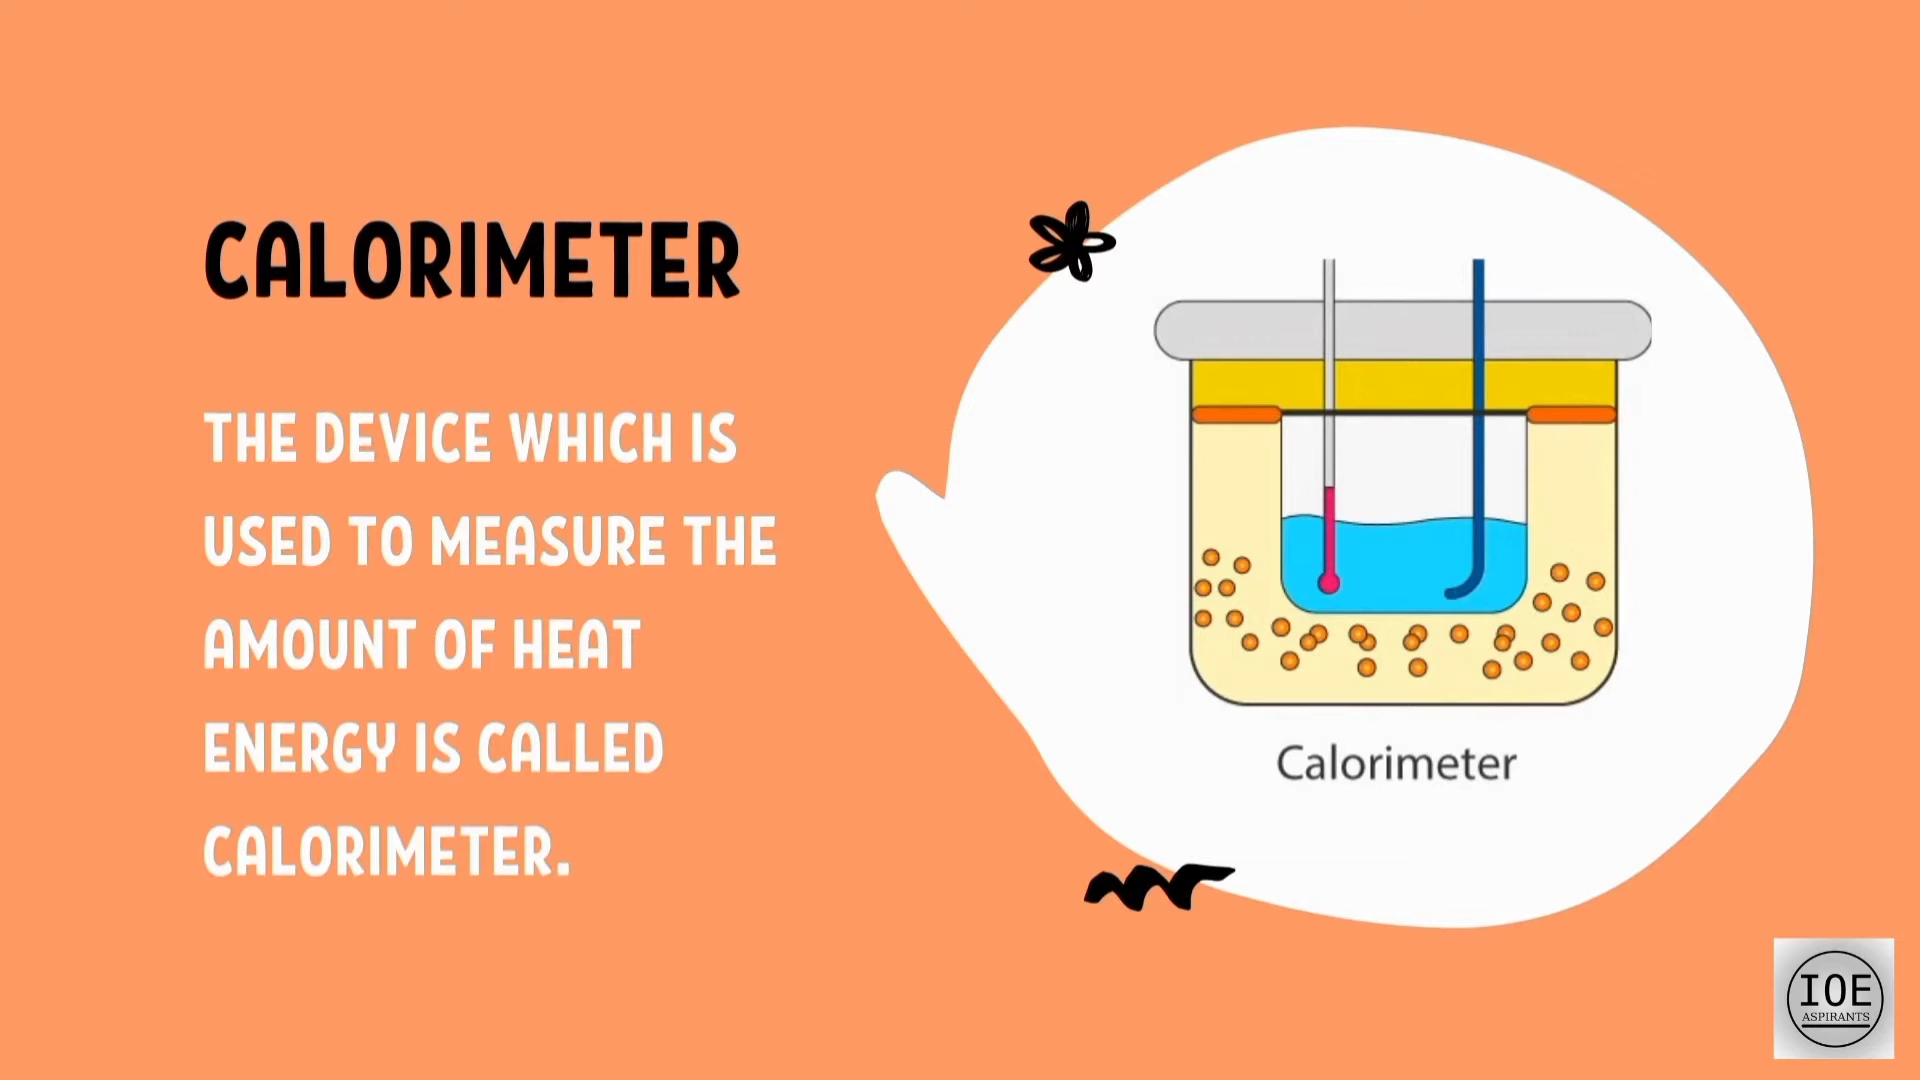 CALORIMETER
THE DEVICE WHICH IS
USED TO MEASURE THE
AMOUNT OF HEAT
ENERGY IS CALLED
CALORIMETER.
Calorimeter
IOE
ASPIRANTS